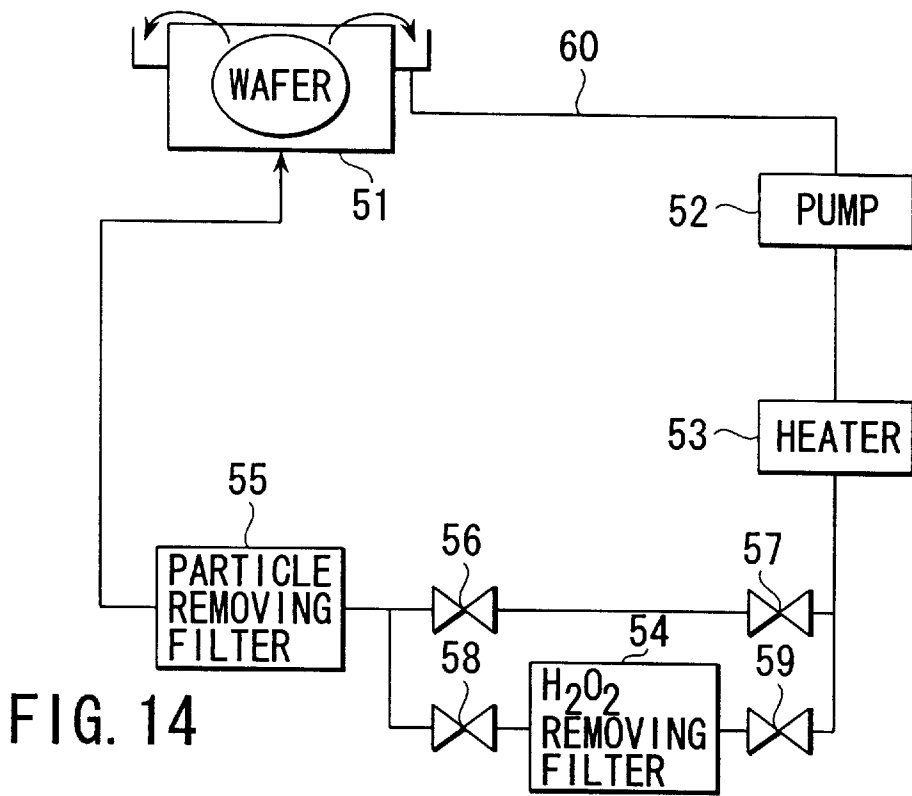 60
WAFER
51
52
PUMP
53
HEATER
55
PARTICLE
REMOVING
FILTER
56
57
58
54
59
H2O2
REMOVING
FILTER
FIG. 14